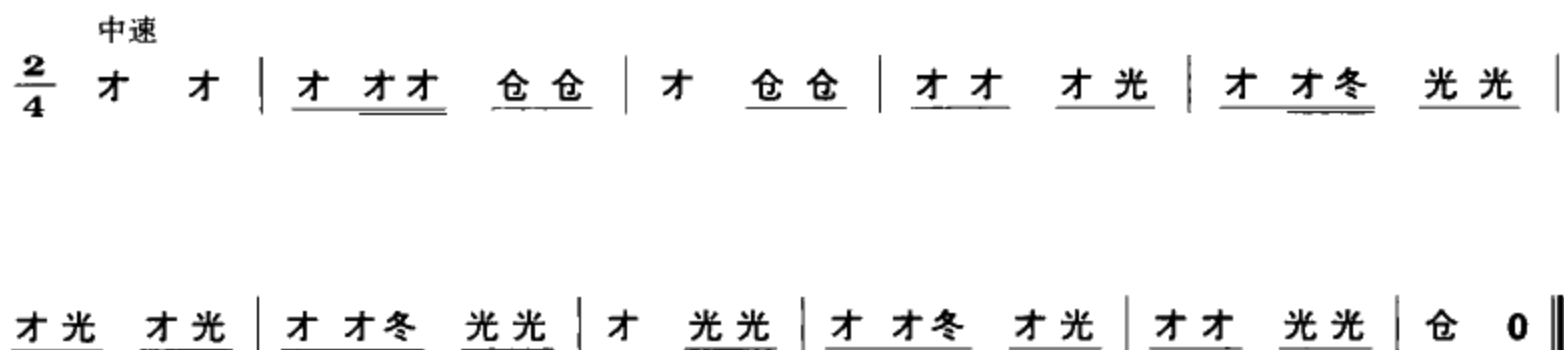 中速
2/4 才 才 | 才 才才 仓仓 | 才 仓仓 | 才才 才光 | 才 才冬 光光 |
才光 才光 | 才 才冬 光光 | 才 光光 | 才 才冬 才光 | 才才 光光 | 仓 0 ‖